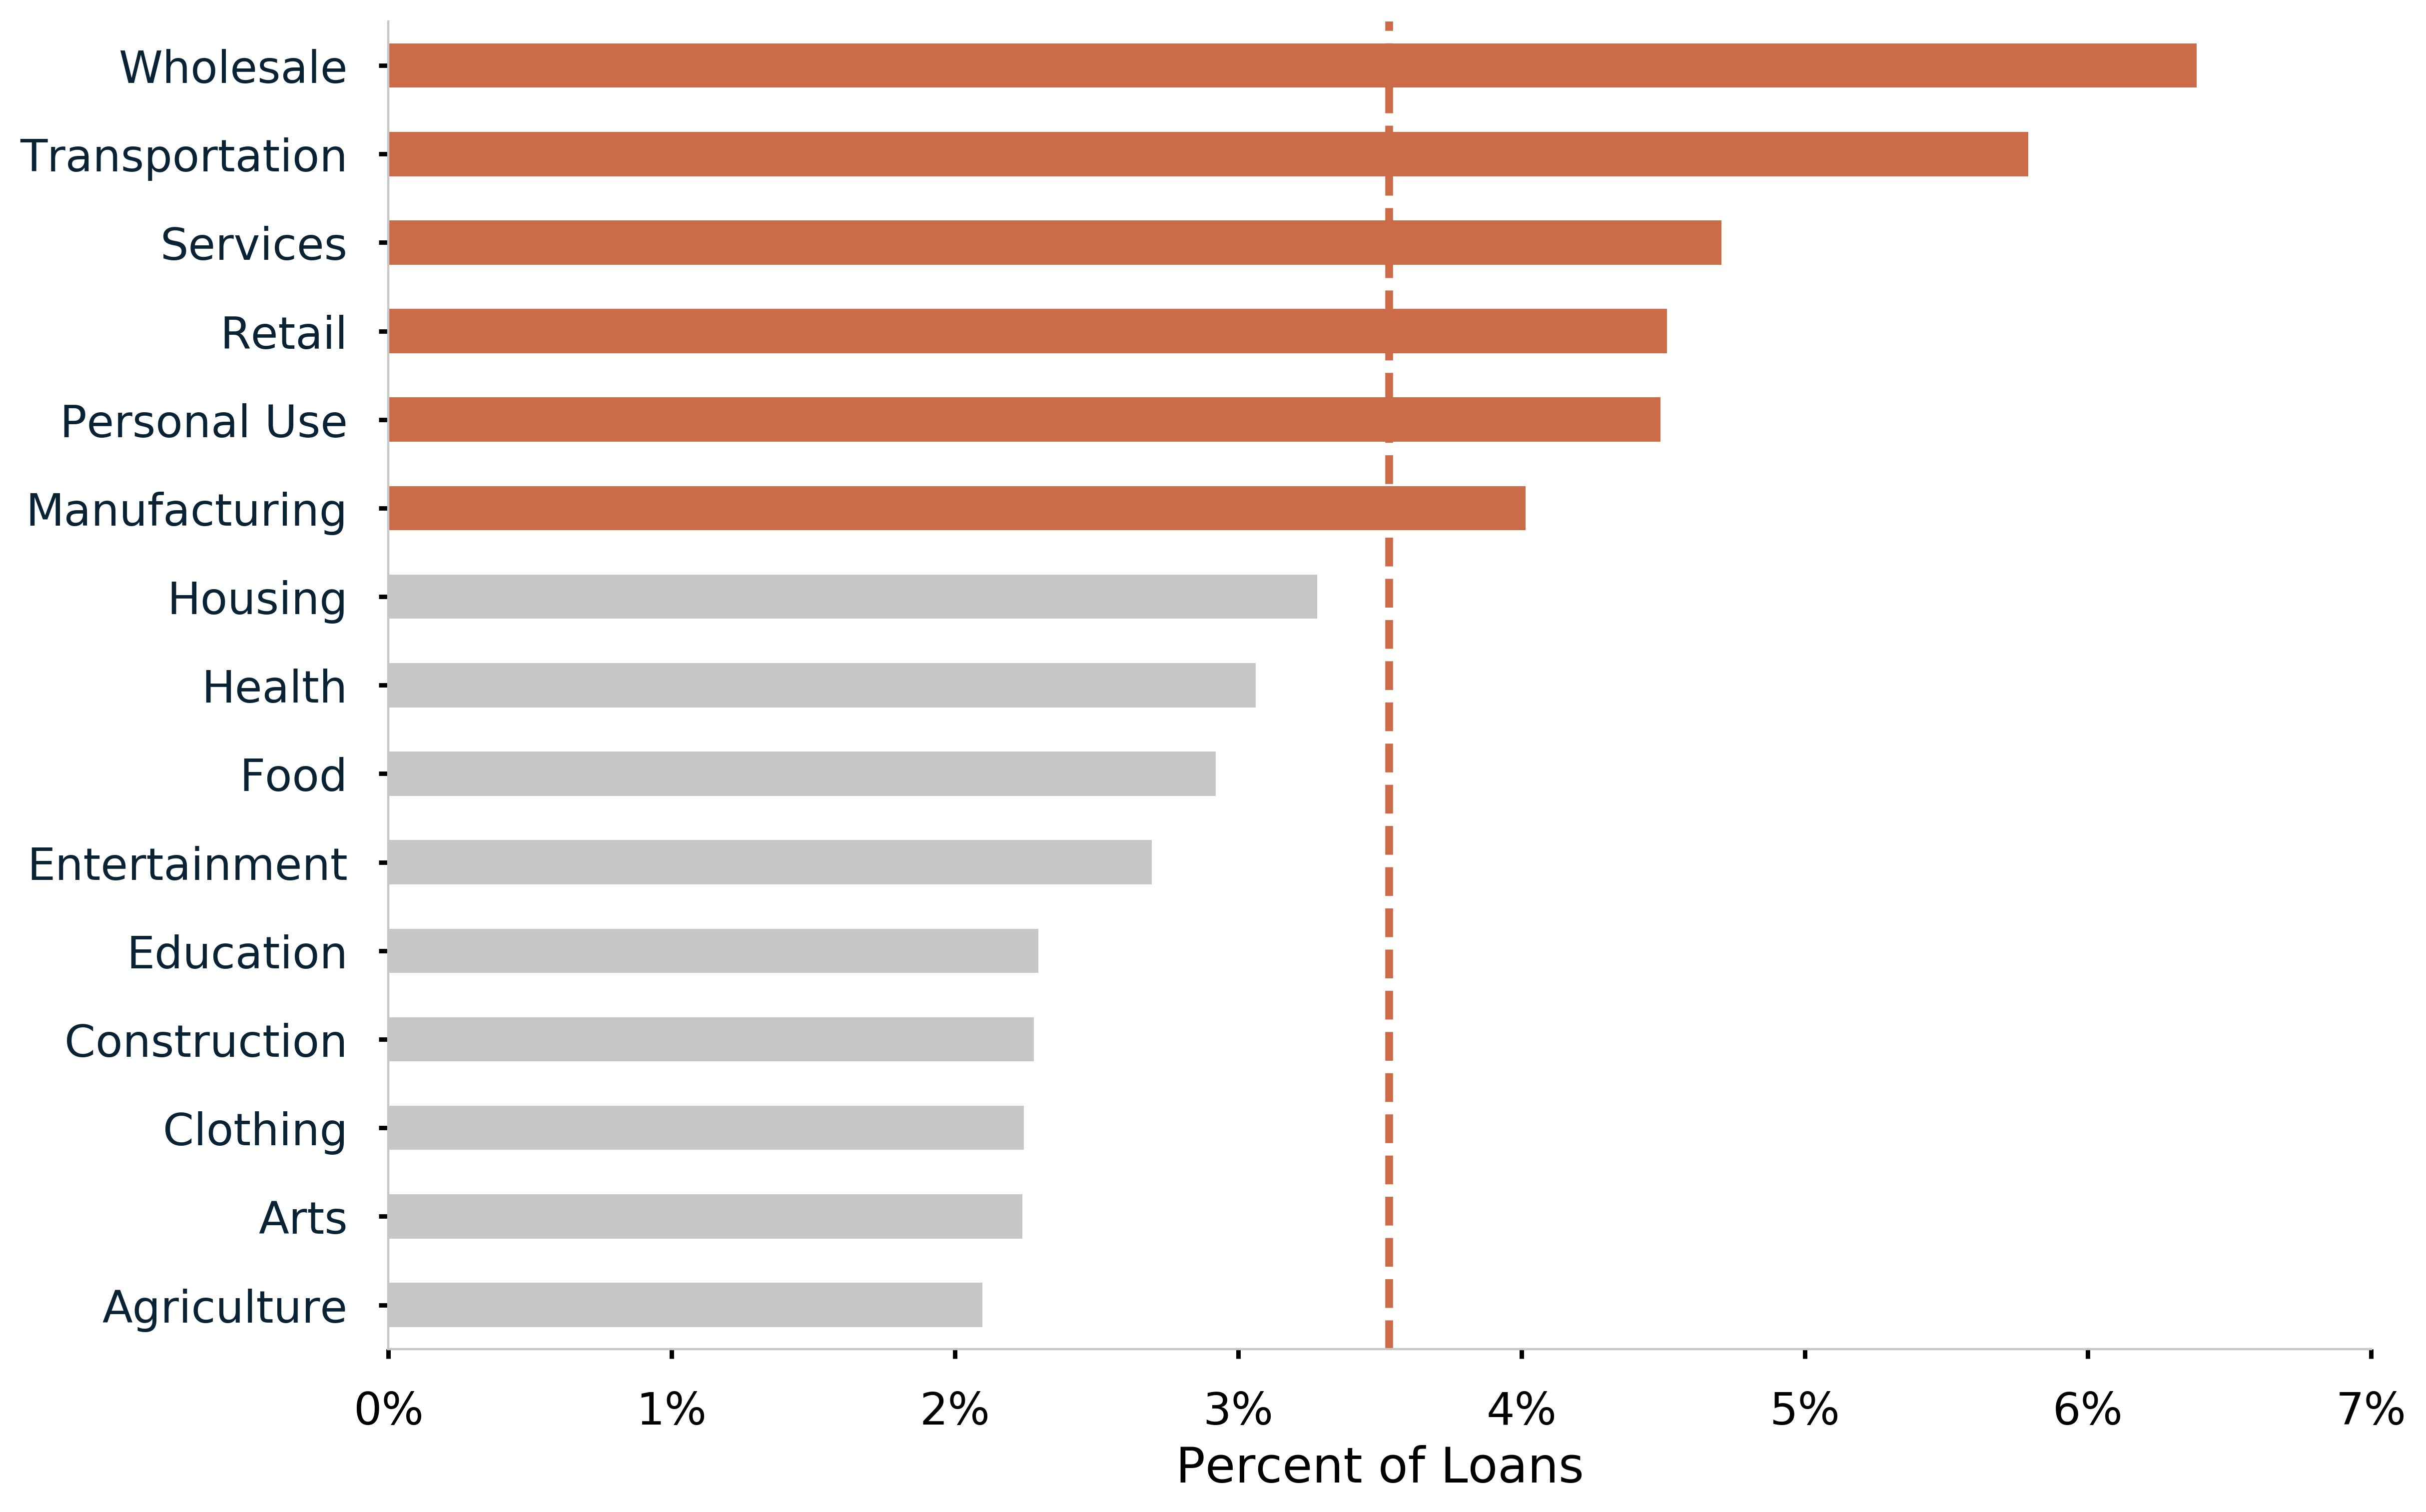 Wholesale
Transportation
Services
Retail
Personal Use
Manufacturing
Housing
Health
Food
Entertainment
Education
Construction
Clothing
Arts
Agriculture
0% 1% 2% 3% 4% 5% 6% 7%
Percent of Loans